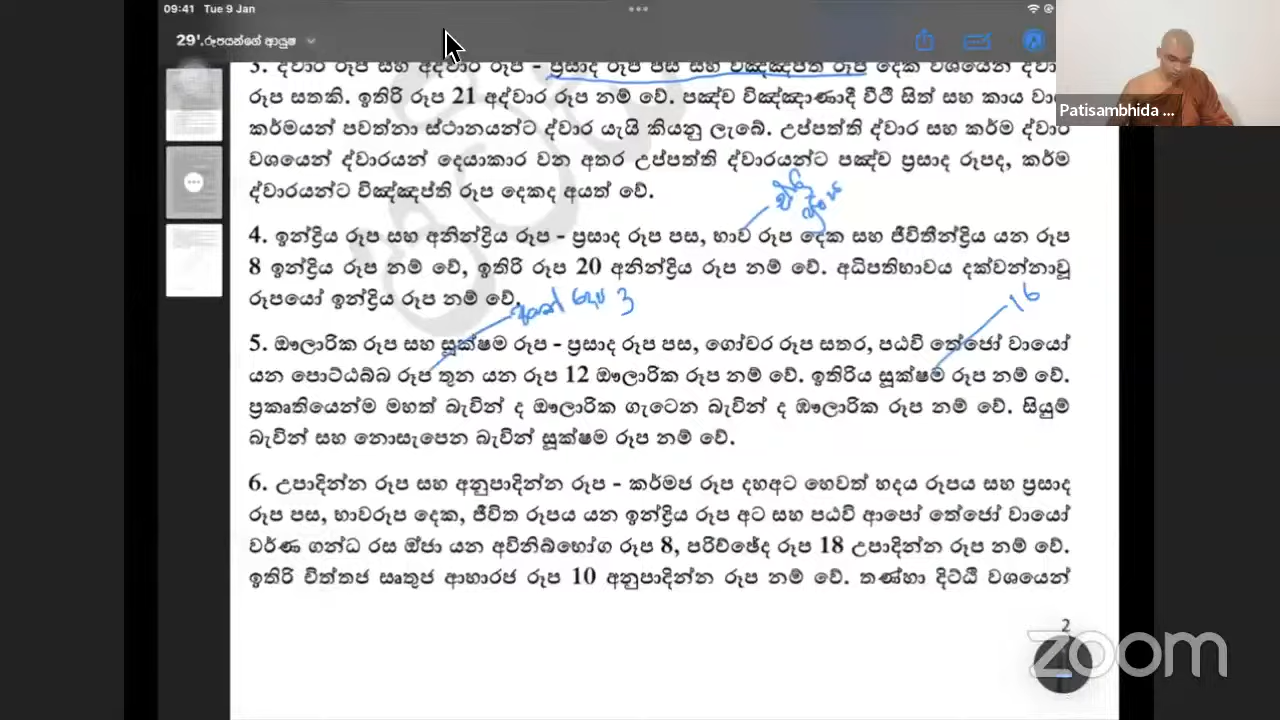 09:41 Tue 9 Jan
29'.රූපයන්ගේ ආයුෂ
Patisambhida ...
3. ද්වාර රූප සහ අද්වාර රූප - ප්‍රසාද රූප පස සහ විඤ්ඤප්ති රූප දෙක වශයෙන් ද්වා
රූප සතකි. ඉතිරි රූප 21 අද්වාර රූප නම් වේ. පඤ්ච විඤ්ඤාණාදී වීථි සිත් සහ කාය වා
කර්මයන් පවත්නා ස්ථානයන්ට ද්වාර යැයි කියනු ලැබේ. උප්පත්ති ද්වාර සහ කර්ම ද්වාර
වශයෙන් ද්වාරයන් දෙයාකාර වන අතර උප්පත්ති ද්වාරයන්ට පඤ්ච ප්‍රසාද රූපද, කර්ම
ද්වාරයන්ට විඤ්ඤප්ති රූප දෙකද අයත් වේ.
4. ඉන්ද්‍රිය රූප සහ අනින්ද්‍රිය රූප - ප්‍රසාද රූප පස, භාව රූප දෙක සහ ජීවිතීන්ද්‍රිය යන රූප
8 ඉන්ද්‍රිය රූප නම් වේ, ඉතිරි රූප 20 අනින්ද්‍රිය රූප නම් වේ. අධිපතිභාවය දක්වන්නාවූ
රූපයෝ ඉන්ද්‍රිය රූප නම් වේ.
3
16
5. ඖලාරික රූප සහ සූක්ෂම රූප - ප්‍රසාද රූප පස, ගෝචර රූප සතර, පඨවි තේජෝ වායෝ
යන පොට්ඨබ්බ රූප තුන යන රූප 12 ඖලාරික රූප නම් වේ. ඉතිරිය සූක්ෂම රූප නම් වේ.
ප්‍රකෘතියෙන්ම මහත් බැවින් ද ඖලාරික ගැටෙන බැවින් ද ඖලාරික රූප නම් වේ. සියුම්
බැවින් සහ නොසැපෙන බැවින් සූක්ෂම රූප නම් වේ.
6. උපාදින්න රූප සහ අනුපාදින්න රූප - කර්මජ රූප දහඅට හෙවත් හදය රූපය සහ ප්‍රසාද
රූප පස, භාවරූප දෙක, ජීවිත රූපය යන ඉන්ද්‍රිය රූප අට සහ පඨවි ආපෝ තේජෝ වායෝ
වර්ණ ගන්ධ රස ඕජා යන අවිනිබ්භෝග රූප 8, පරිච්ඡේද රූප 18 උපාදින්න රූප නම් වේ.
ඉතිරි චිත්තජ සෘතුජ ආහාරජ රූප 10 අනුපාදින්න රූප නම් වේ. තණ්හා දිට්ඨී වශයෙන්
2
zoom